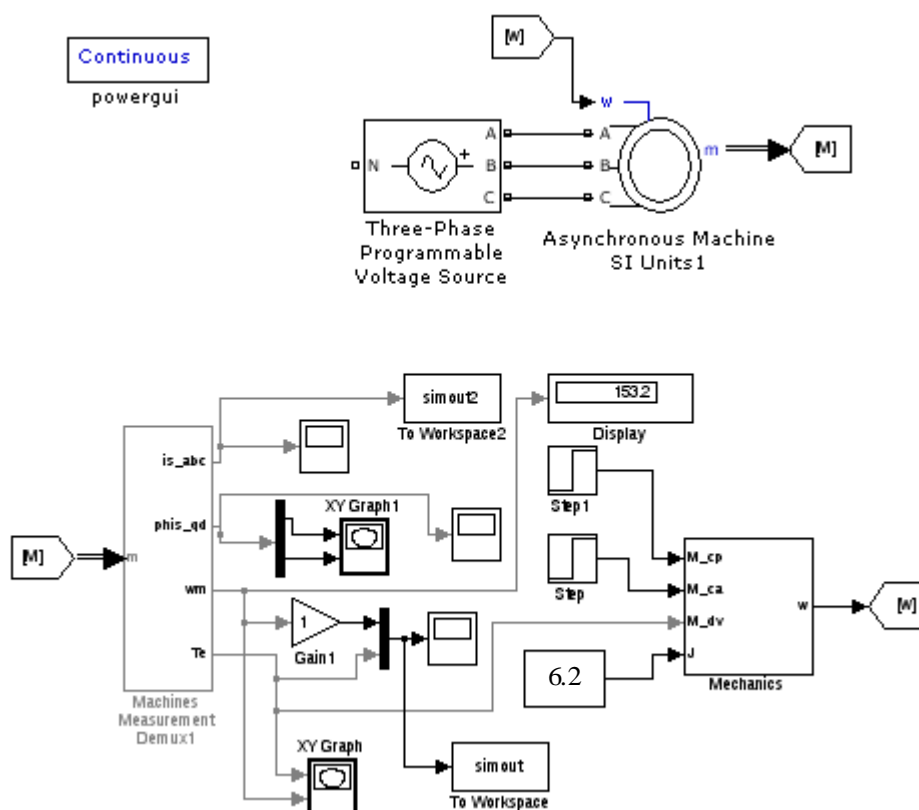 [W]
Continuous
powergui
w
A
A
m
[M]
N
+
B
B
C
C
Three-Phase
Programmable
Voltage Source
Asynchronous Machine
SI Units1
simout2
To Workspace2
153.2
Display
is_abc
Step1
phis_qd
XY Graph1
[M]
m
Step
M_cp
M_ca
M_dv
J
w
[W]
Mechanics
wm
1
Gain1
Te
6.2
Machines
Measurement
Demux1
XY Graph
simout
To Workspace